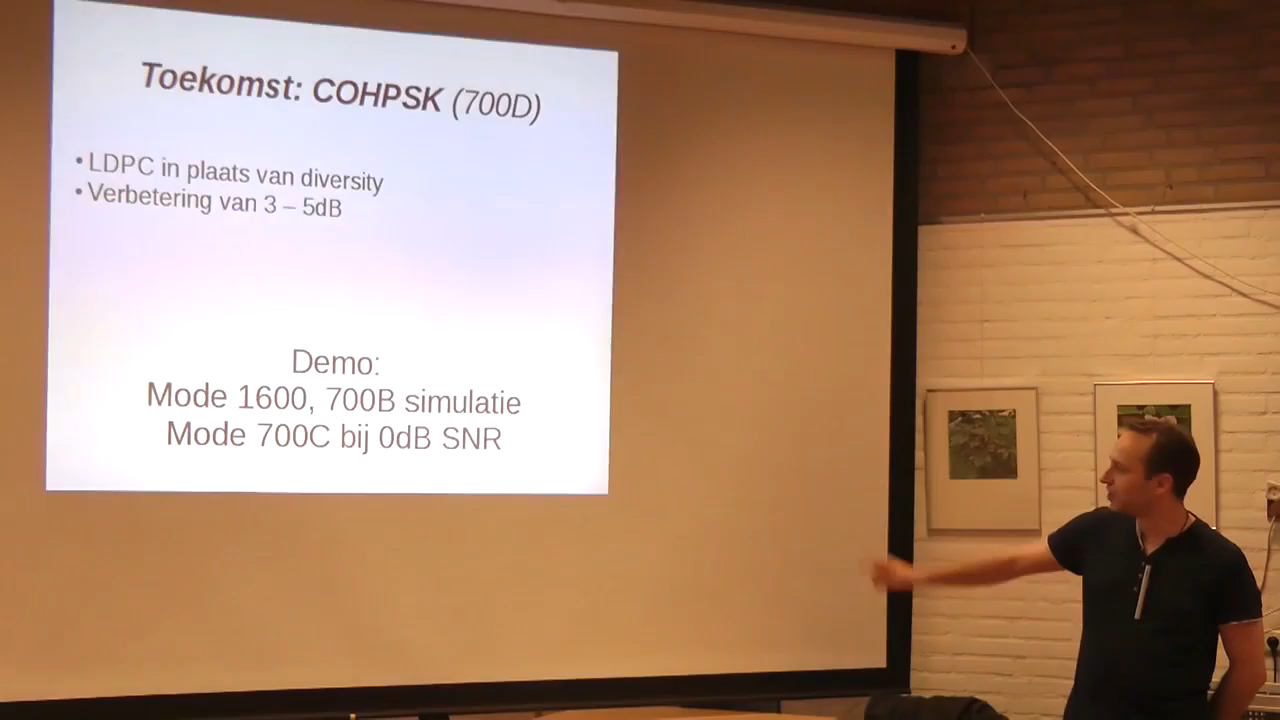 Toekomst: COHPSK (700D)
• LDPC in plaats van diversity
• Verbetering van 3 – 5dB
Demo:
Mode 1600, 700B simulatie
Mode 700C bij 0dB SNR